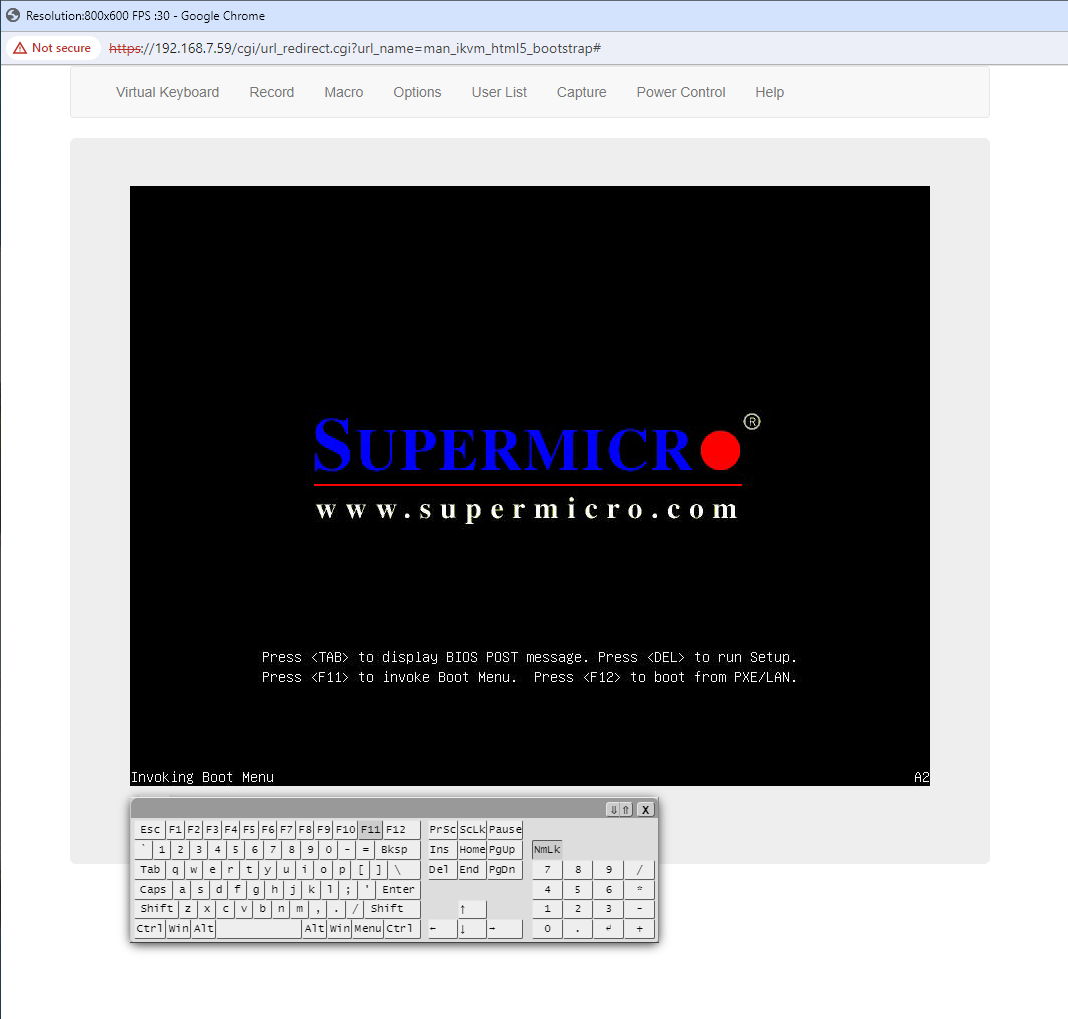 Resolution:800x600 FPS :30 - Google Chrome
Not secure https://192.168.7.59/cgi/url_redirect.cgi?url_name=man_ikvm_html5_bootstrap#
Virtual Keyboard Record Macro Options User List Capture Power Control Help
SUPERMICRO ®
www.supermicro.com
Press <TAB> to display BIOS POST message. Press <DEL> to run Setup.
Press <F11> to invoke Boot Menu. Press <F12> to boot from PXE/LAN.
Invoking Boot Menu A2
⇓ ⇑ X
Esc F1 F2 F3 F4 F5 F6 F7 F8 F9 F10 F11 F12 PrSc ScLk Pause
` 1 2 3 4 5 6 7 8 9 0 - = Bksp Ins Home PgUp NmLk
Tab q w e r t y u i o p [ ] \ Del End PgDn 7 8 9 /
Caps a s d f g h j k l ; ' Enter 4 5 6 *
Shift z x c v b n m , . / Shift ↑ 1 2 3 -
Ctrl Win Alt Alt Win Menu Ctrl ← ↓ → 0 . ↵ +